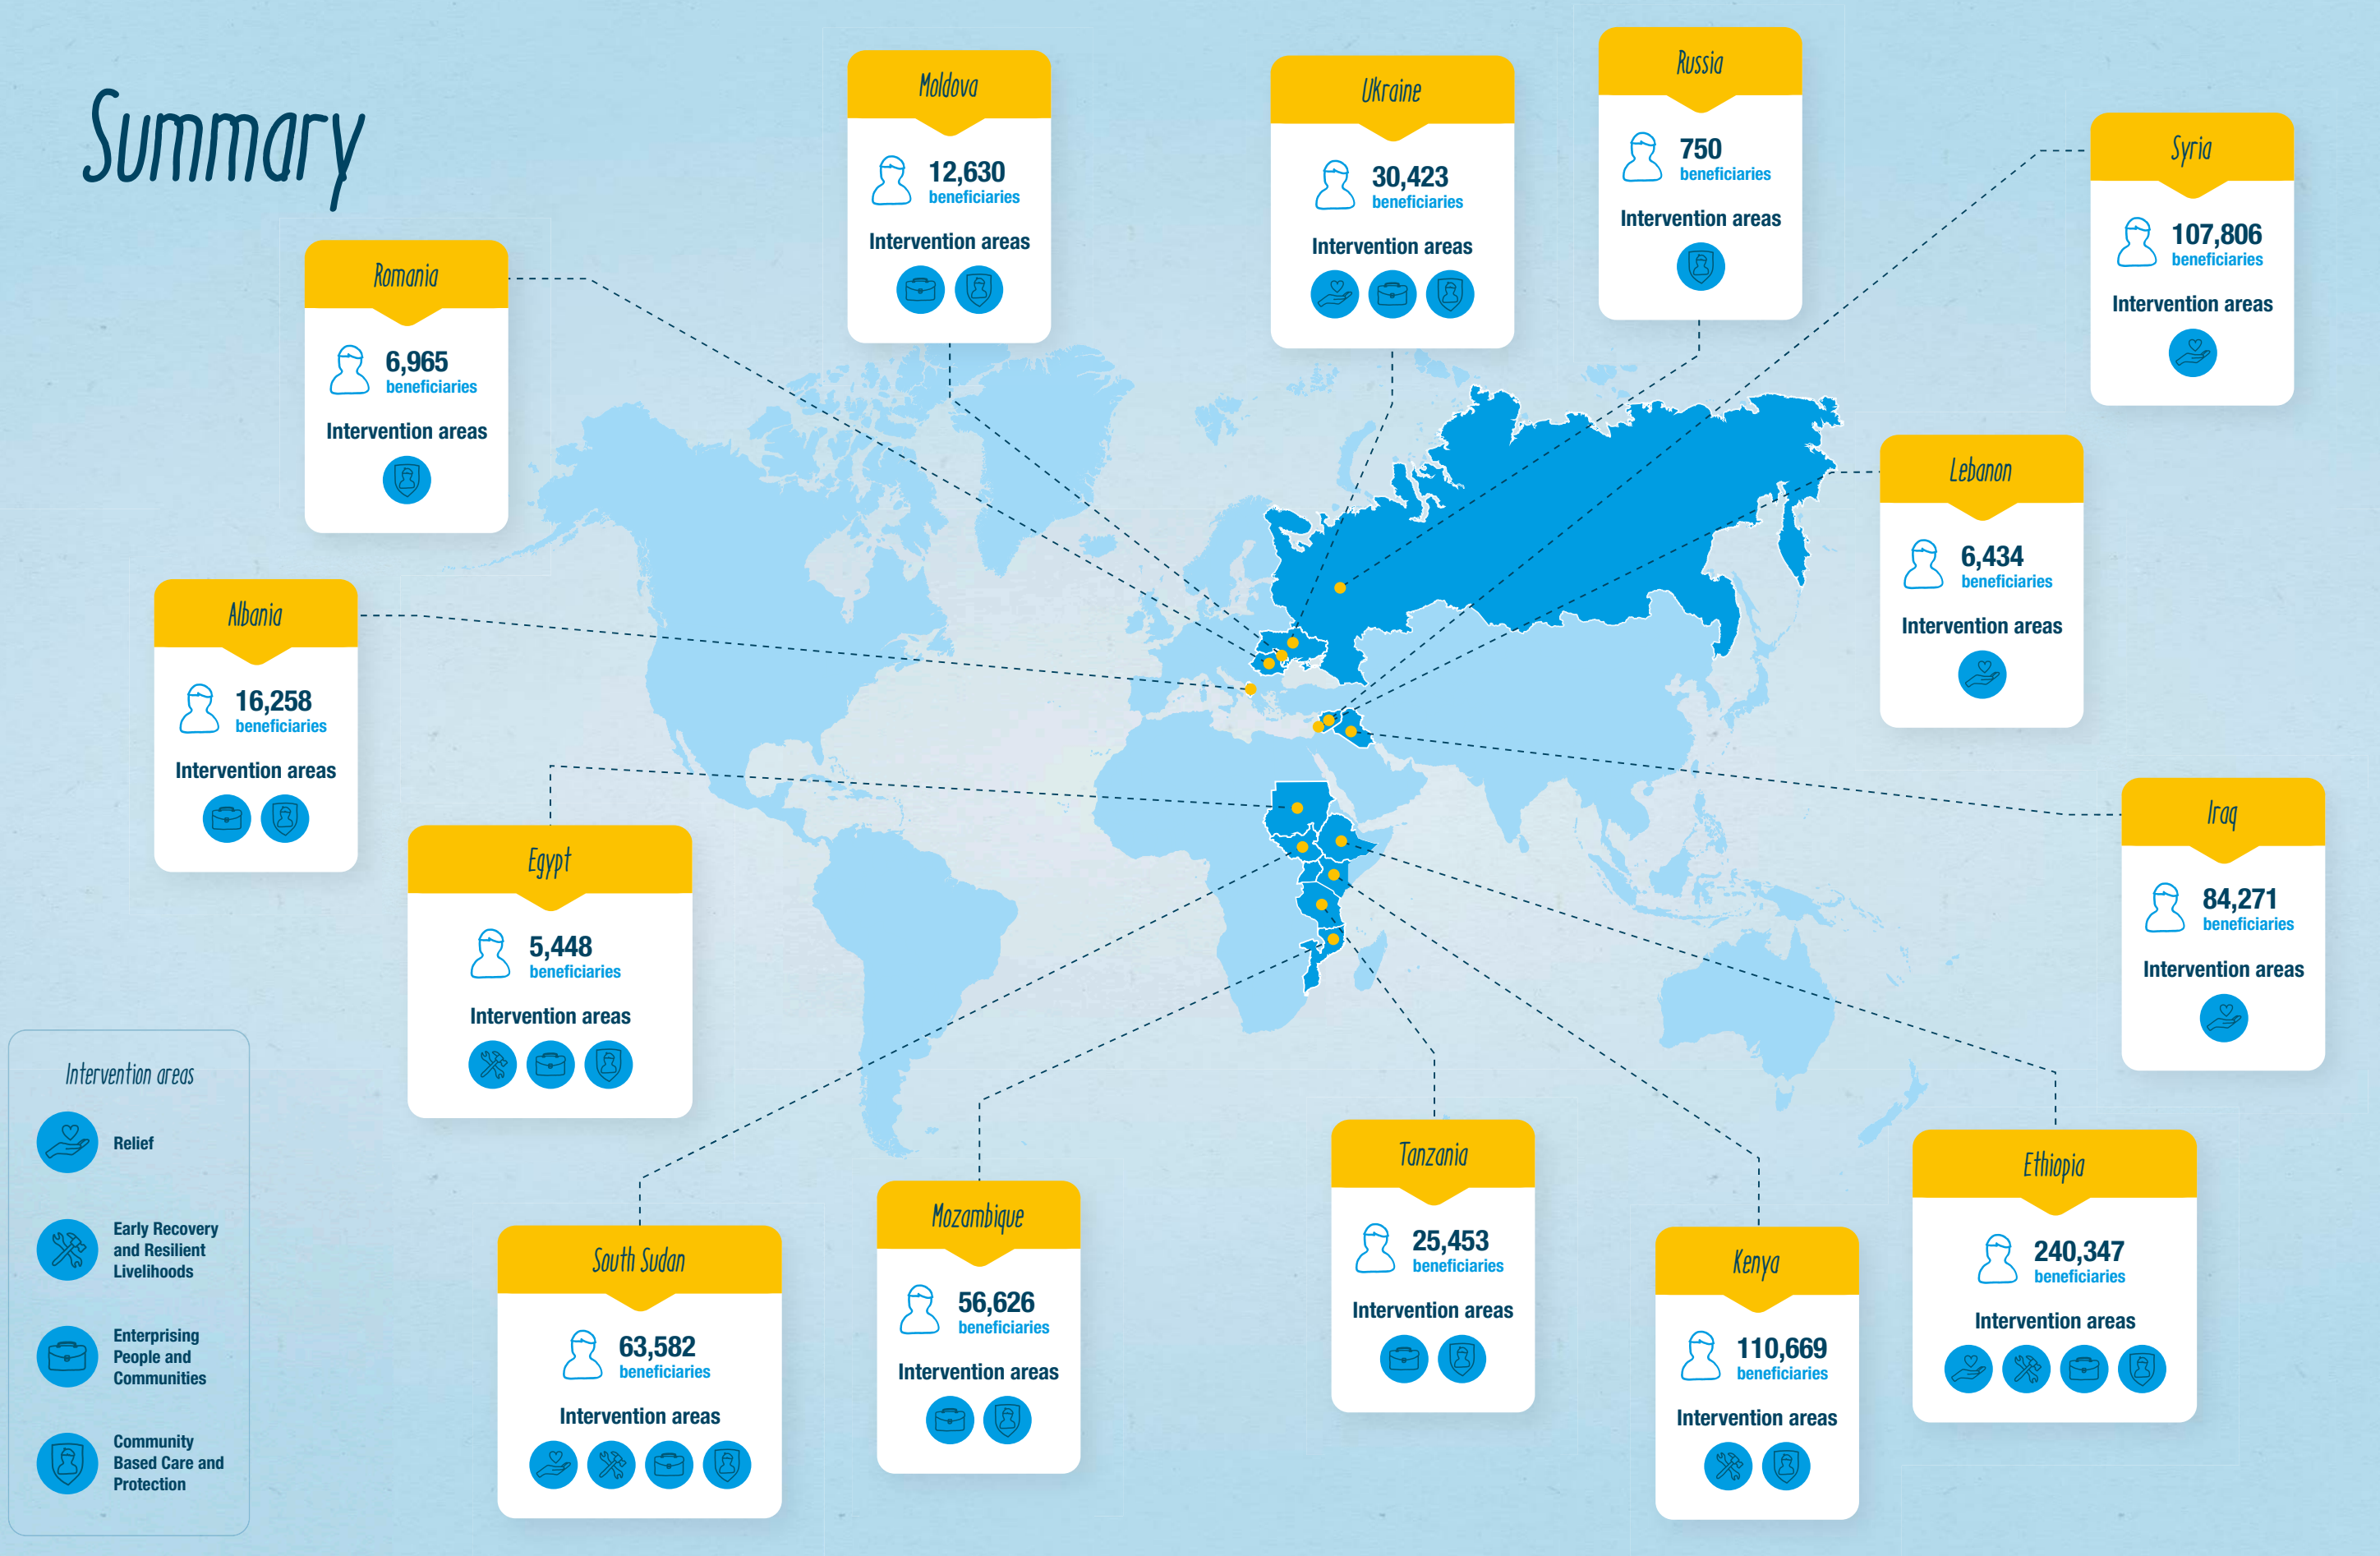 Summary
Romania
6,965
beneficiaries
Intervention areas
Moldova
12,630
beneficiaries
Intervention areas
Ukraine
30,423
beneficiaries
Intervention areas
Russia
750
beneficiaries
Intervention areas
Syria
107,806
beneficiaries
Intervention areas
Lebanon
6,434
beneficiaries
Intervention areas
Albania
16,258
beneficiaries
Intervention areas
Egypt
5,448
beneficiaries
Intervention areas
Iraq
84,271
beneficiaries
Intervention areas
Intervention areas
Relief
Early Recovery
and Resilient
Livelihoods
Enterprising
People and
Communities
Community
Based Care and
Protection
South Sudan
63,582
beneficiaries
Intervention areas
Mozambique
56,626
beneficiaries
Intervention areas
Tanzania
25,453
beneficiaries
Intervention areas
Kenya
110,669
beneficiaries
Intervention areas
Ethiopia
240,347
beneficiaries
Intervention areas